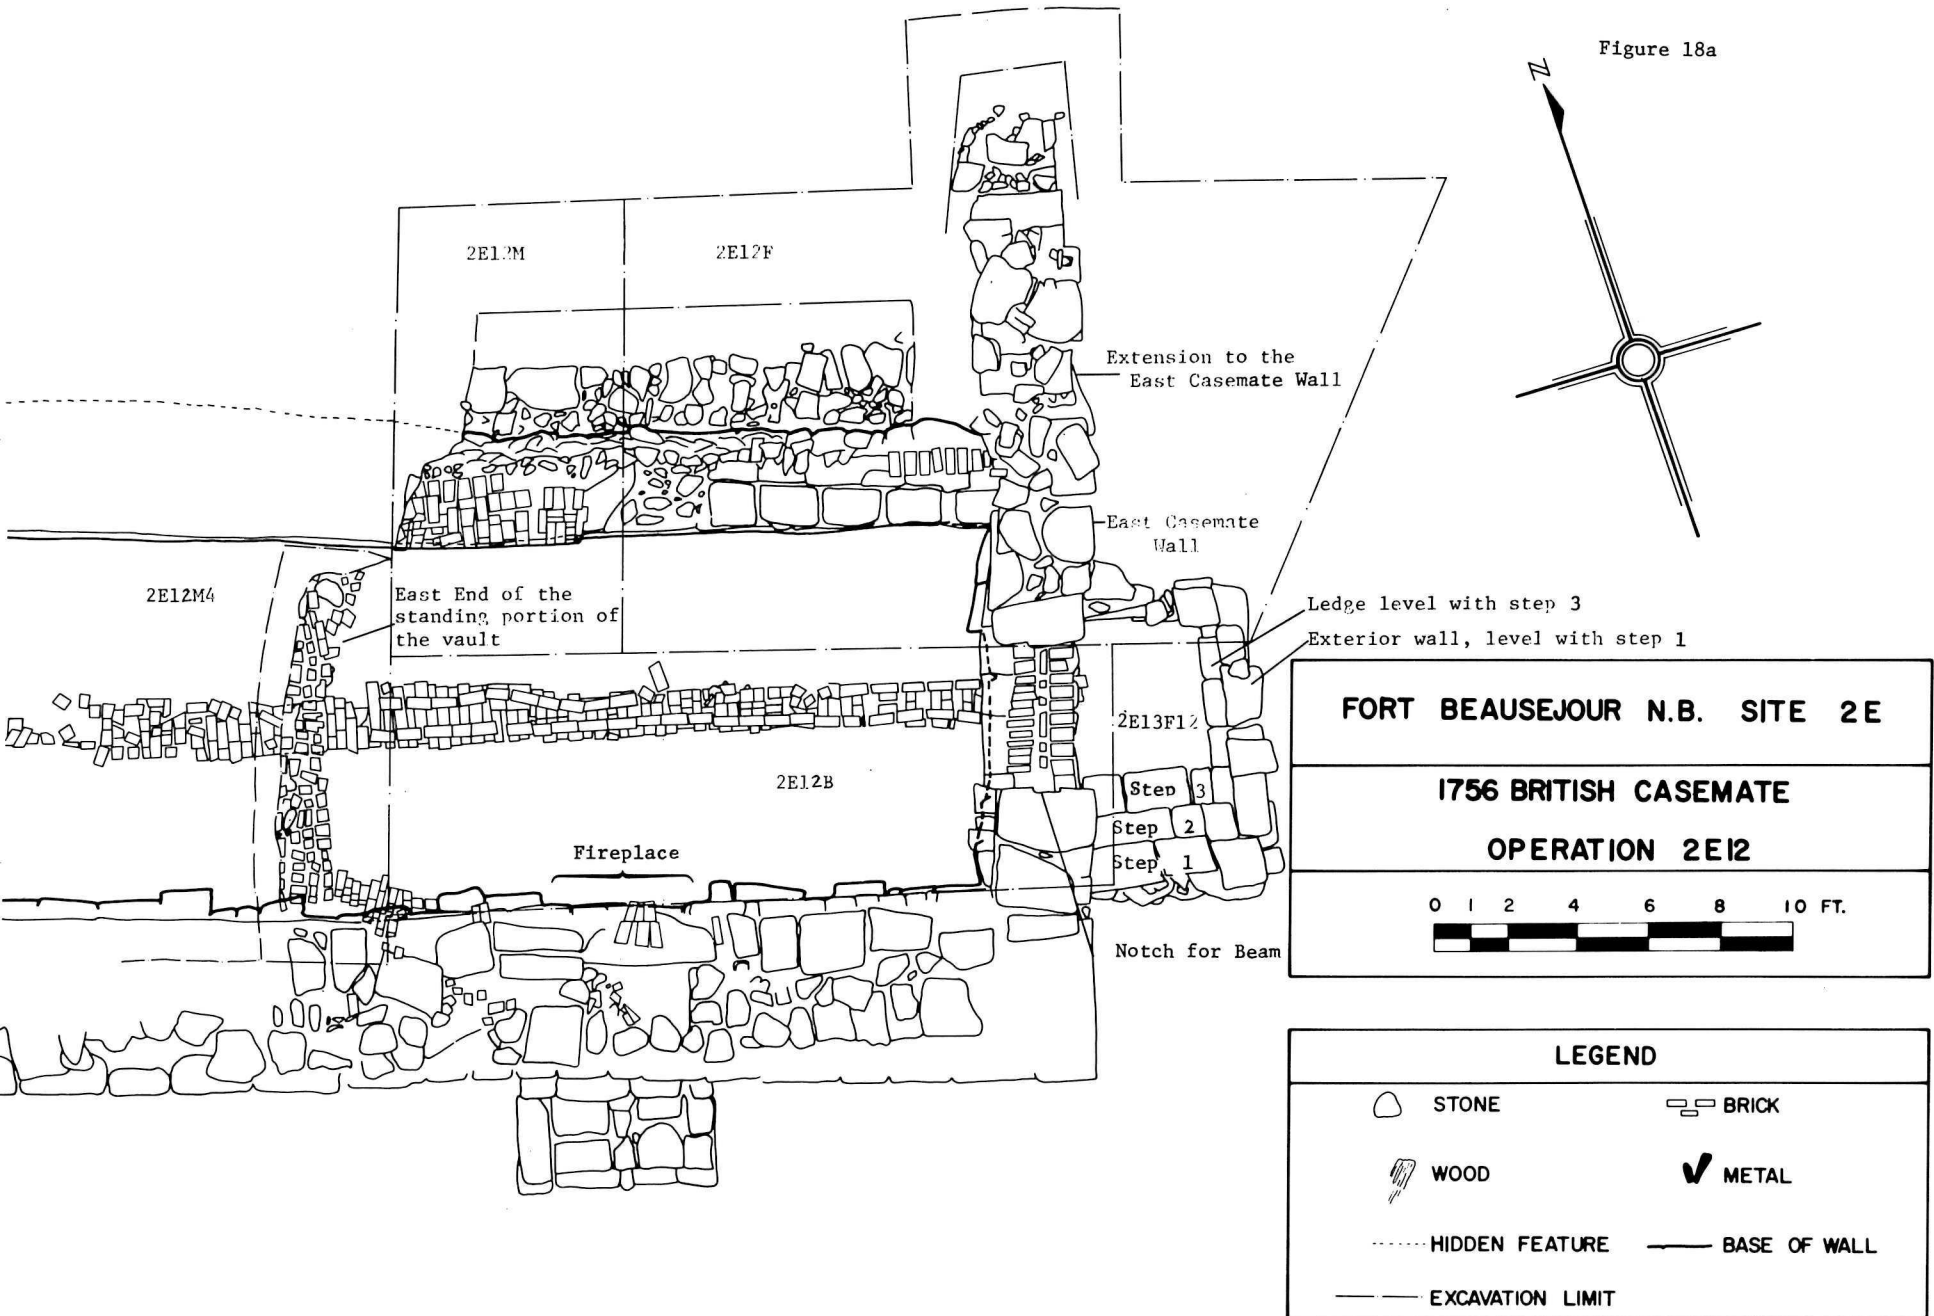 Figure 18a
N
2E12M
2E12F
Extension to the
East Casemate Wall
East Casemate
Wall
2E12M4
East End of the
standing portion of
the vault
Ledge level with step 3
Exterior wall, level with step 1
2E13F12
2E12B
Step 3
Step 2
Step 1
Fireplace
Notch for Beam
FORT BEAUSEJOUR N.B. SITE 2E
1756 BRITISH CASEMATE
OPERATION 2E12
0 1 2 4 6 8 10 FT.
LEGEND
STONE
BRICK
WOOD
METAL
HIDDEN FEATURE
BASE OF WALL
EXCAVATION LIMIT